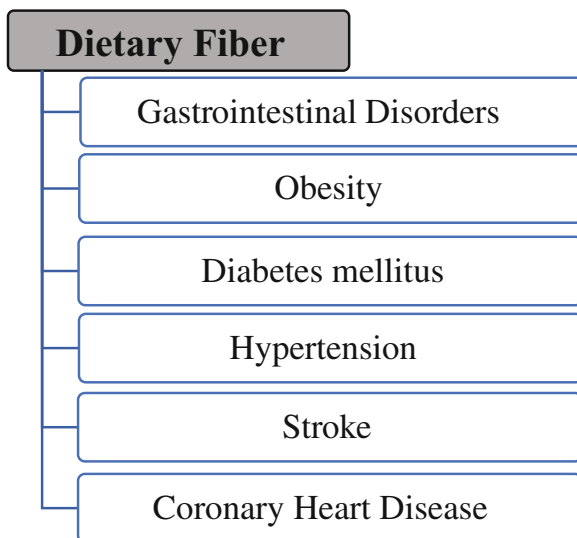 Dietary Fiber
Gastrointestinal Disorders
Obesity
Diabetes mellitus
Hypertension
Stroke
Coronary Heart Disease